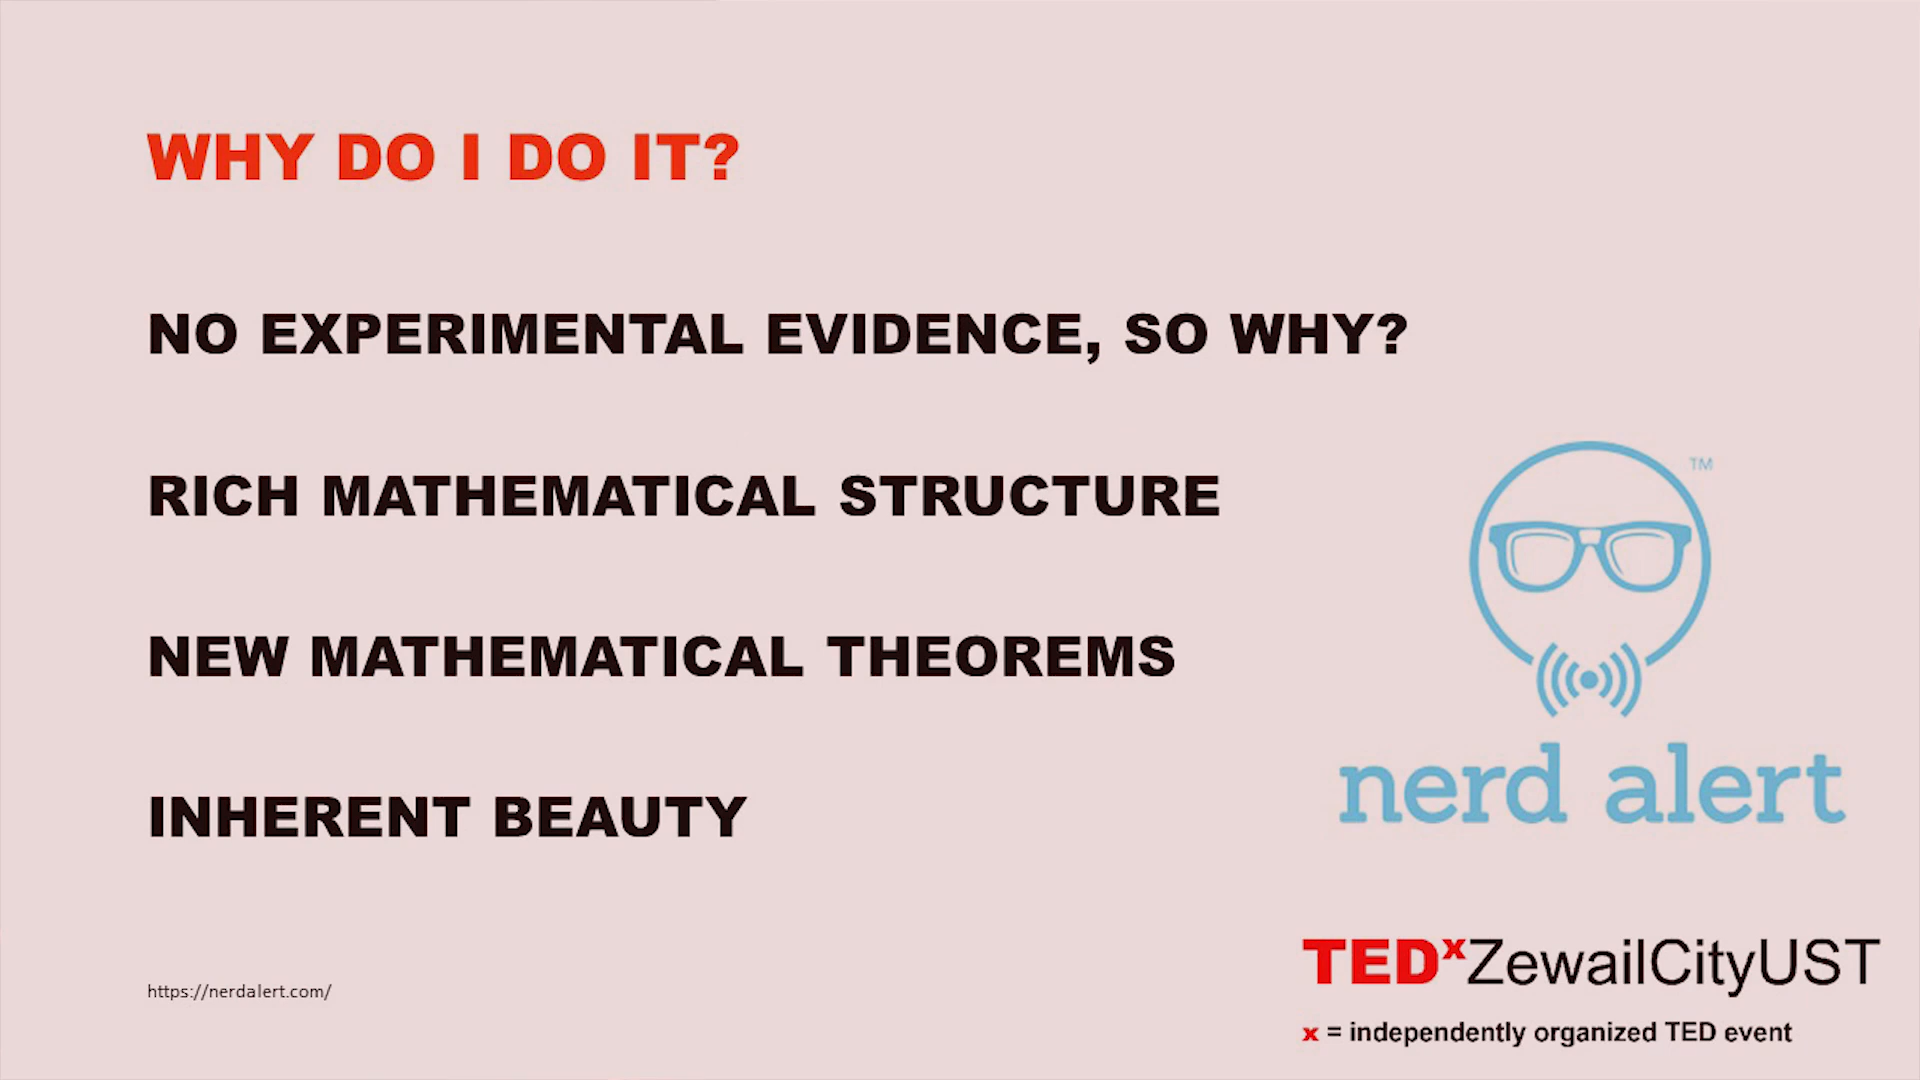 WHY DO I DO IT?
NO EXPERIMENTAL EVIDENCE, SO WHY?
RICH MATHEMATICAL STRUCTURE
NEW MATHEMATICAL THEOREMS
INHERENT BEAUTY
TM
nerd alert
https://nerdalert.com/
TEDxZewailCityUST
x = independently organized TED event